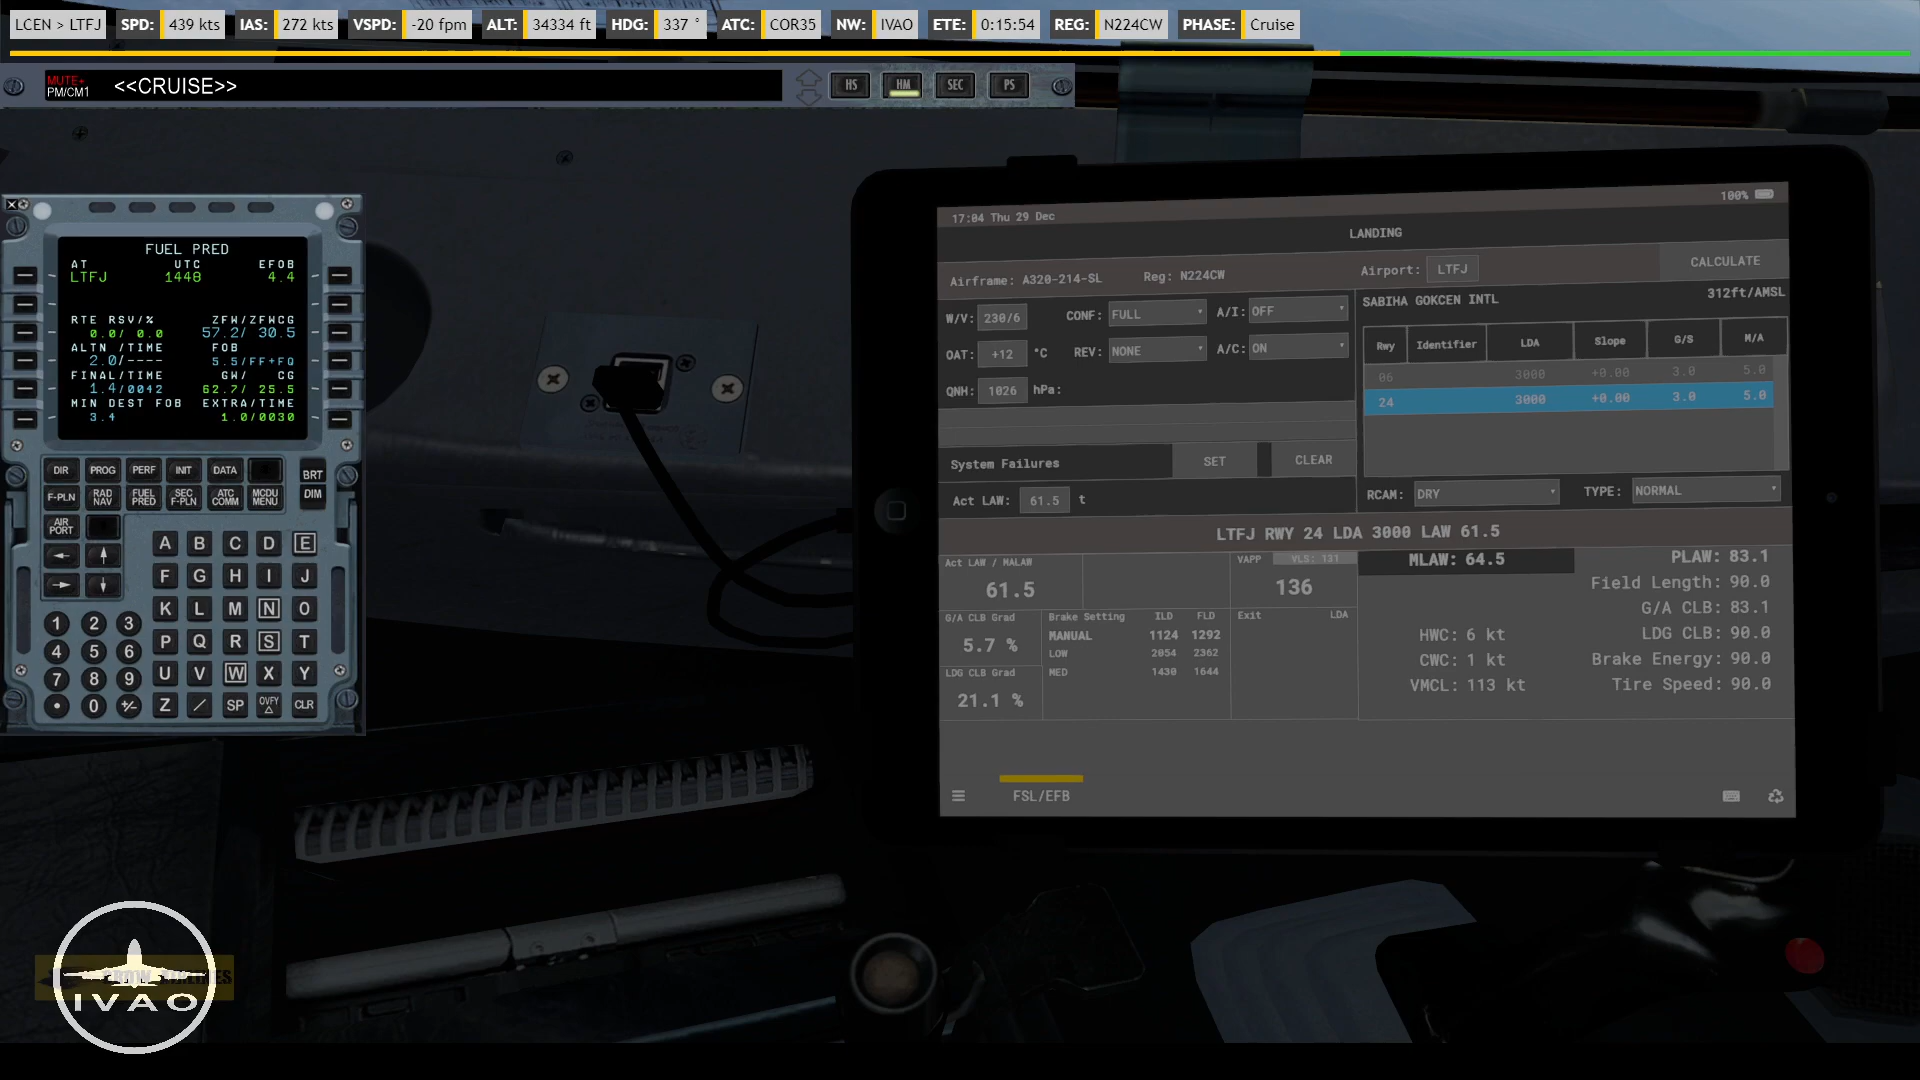 LCEN > LTFJ SPD: 439 kts IAS: 272 kts VSPD: -20 fpm ALT: 34334 ft HDG: 337 ° ATC: COR35 NW: IVAO ETE: 0:15:54 REG: N224CW PHASE: Cruise
MUTE+
PM/CM1
<<CRUISE>>
HS HM SEC PS
FUEL PRED
AT UTC EFOB
LTFJ 1448 4.4
RTE RSV/% ZFW/ZFWCG
0.0/ 0.0 57.2/ 30.5
ALTN /TIME FOB
2.0/---- 5.5/FF+FQ
FINAL/TIME GW/ CG
1.4/0042 62.7/ 25.5
MIN DEST FOB EXTRA/TIME
3.4 1.0/0030
DIR PROG PERF INIT DATA BRT
F-PLN RAD NAV FUEL PRED SEC F-PLN ATC COMM MCDU MENU DIM
AIR PORT
← ↑
→ ↓
A B C D E
F G H I J
K L M N O
P Q R S T
U V W X Y
Z / SP OVFY △ CLR
1 2 3
4 5 6
7 8 9
. 0 +/-
17:04 Thu 29 Dec 100%
LANDING
Airframe: A320-214-SL Reg: N224CW Airport: LTFJ CALCULATE
W/V: 230/6 CONF: FULL A/I: OFF
OAT: +12 °C REV: NONE A/C: ON
QNH: 1026 hPa:
SABIHA GOKCEN INTL 312ft/AMSL
Rwy Identifier LDA Slope G/S M/A
06 3000 +0.00 3.0 5.0
24 3000 +0.00 3.0 5.0
System Failures SET CLEAR
Act LAW: 61.5 t
RCAM: DRY TYPE: NORMAL
LTFJ RWY 24 LDA 3000 LAW 61.5
Act LAW / MALAW
61.5
VAPP VLS: 131
136
G/A CLB Grad
5.7 %
LDG CLB Grad
21.1 %
Brake Setting ILD FLD
MANUAL 1124 1292
LOW 2054 2362
MED 1430 1644
Exit LDA
MLAW: 64.5
HWC: 6 kt
CWC: 1 kt
VMCL: 113 kt
PLAW: 83.1
Field Length: 90.0
G/A CLB: 83.1
LDG CLB: 90.0
Brake Energy: 90.0
Tire Speed: 90.0
FSL/EFB
IVAO